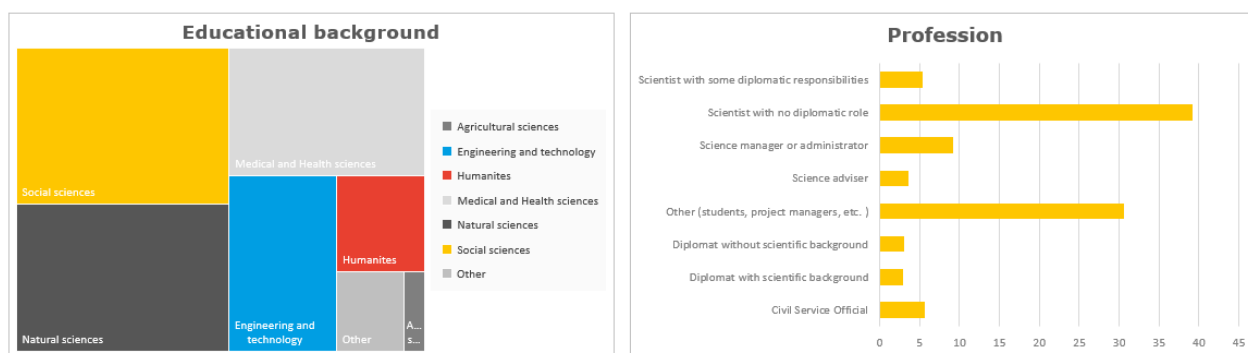 Educational background
Social sciences
Medical and Health sciences
Natural sciences
Engineering and
technology
Humanites
Other
A...
s...
Agricultural sciences
Engineering and technology
Humanites
Medical and Health sciences
Natural sciences
Social sciences
Other
Profession
Scientist with some diplomatic responsibilities
Scientist with no diplomatic role
Science manager or administrator
Science adviser
Other (students, project managers, etc. )
Diplomat without scientific background
Diplomat with scientific background
Civil Service Official
0 5 10 15 20 25 30 35 40 45